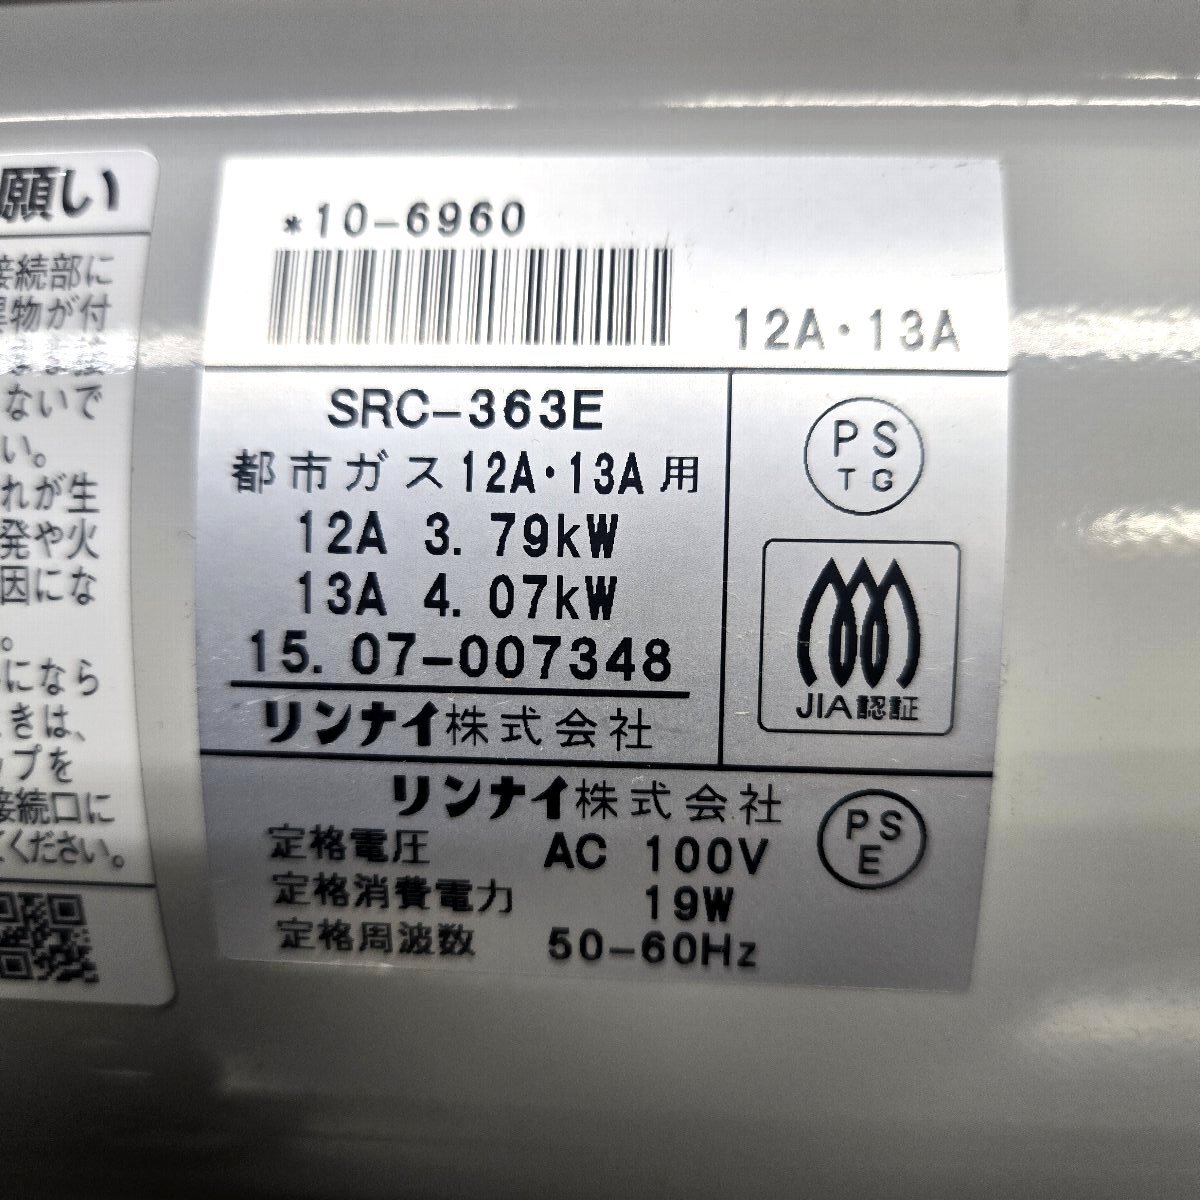 願い
接続部に
物が付
ないで
い。
れが生
発や火
因にな
。
になら
きは、
ップを
接続口に
ください。
*10-6960
12A・13A
SRC-363E
都市ガス12A・13A用
12A 3.79kW
13A 4.07kW
15.07-007348
リンナイ株式会社
PS
TG
JIA認証
リンナイ株式会社
定格電圧 AC 100V
定格消費電力 19W
定格周波数 50-60Hz
PS
E